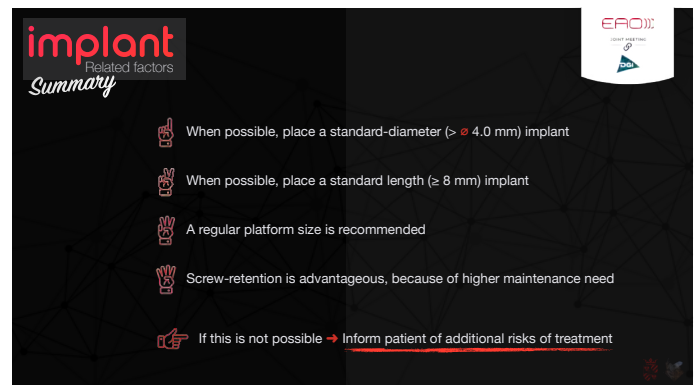 implant
Related factors
Summary
EAO
JOINT MEETING
&
DGI
When possible, place a standard-diameter (> ⌀ 4.0 mm) implant
When possible, place a standard length (≥ 8 mm) implant
A regular platform size is recommended
Screw-retention is advantageous, because of higher maintenance need
If this is not possible ➔ Inform patient of additional risks of treatment